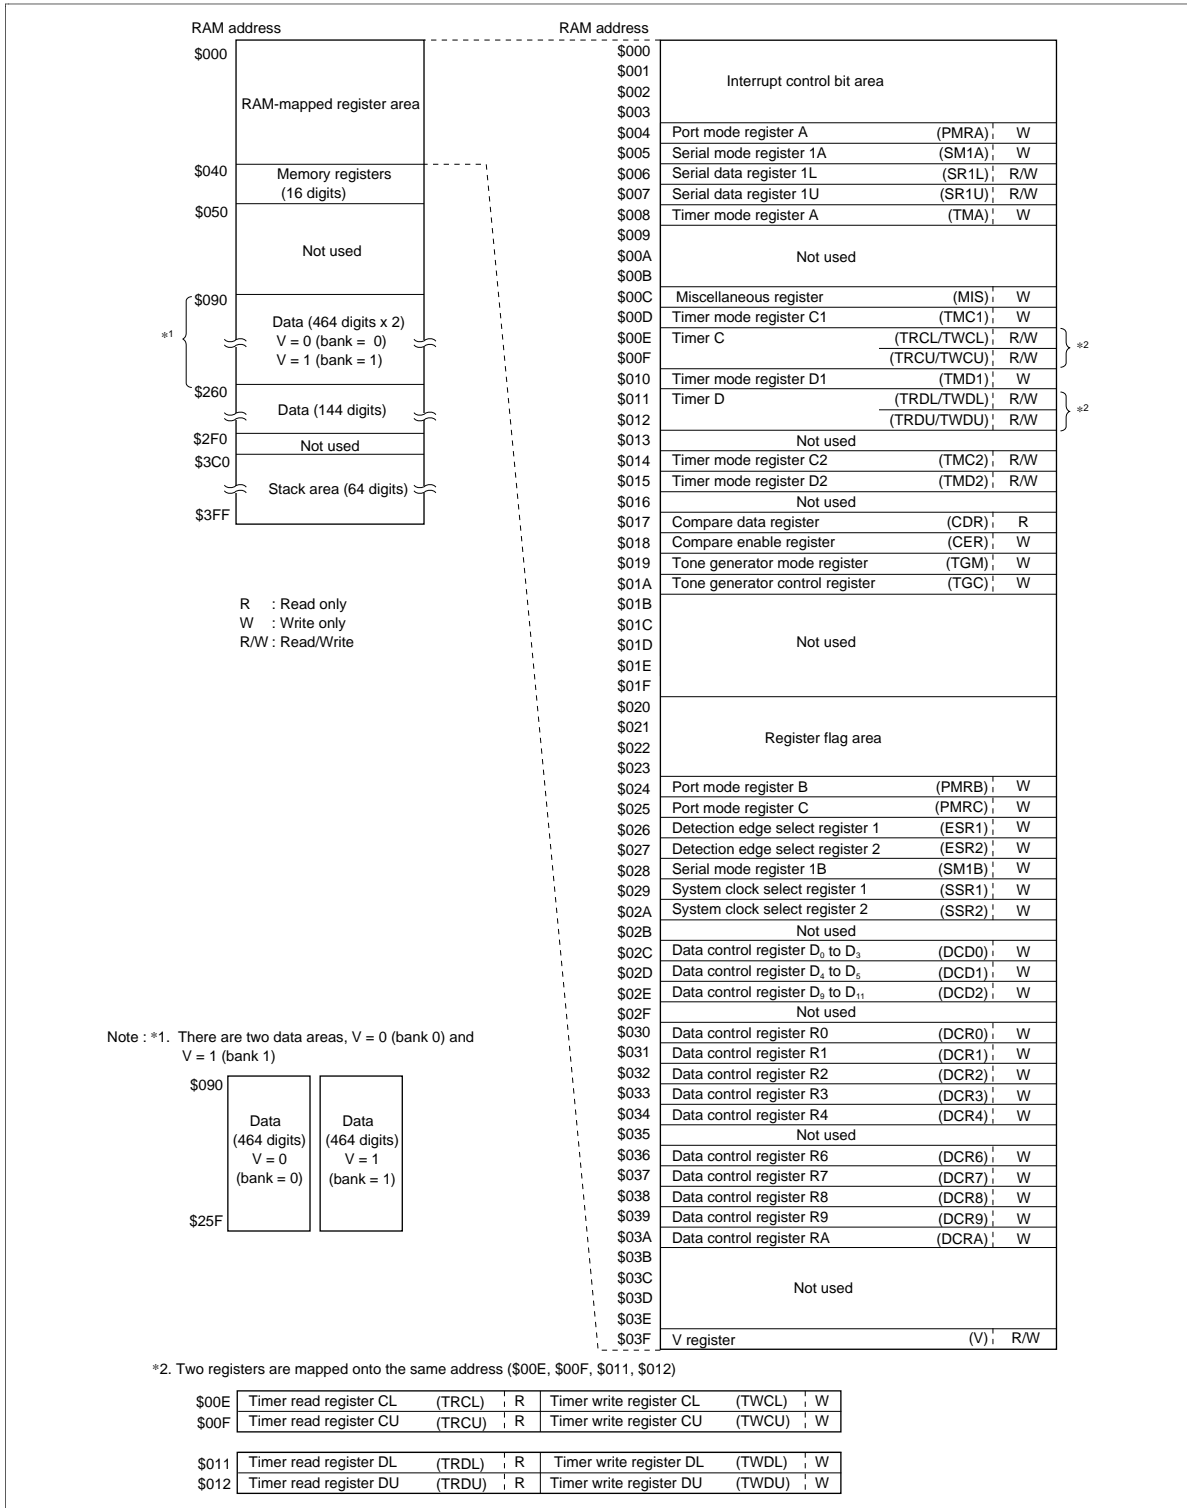 RAM address
$000
RAM-mapped register area
$040
Memory registers
(16 digits)
$050
Not used
$090
*1
Data (464 digits x 2)
V = 0 (bank = 0)
V = 1 (bank = 1)
$260
Data (144 digits)
$2F0
Not used
$3C0
Stack area (64 digits)
$3FF
R : Read only
W : Write only
R/W : Read/Write
RAM address
$000
$001
Interrupt control bit area
$002
$003
$004 Port mode register A (PMRA) W
$005 Serial mode register 1A (SM1A) W
$006 Serial data register 1L (SR1L) R/W
$007 Serial data register 1U (SR1U) R/W
$008 Timer mode register A (TMA) W
$009
$00A Not used
$00B
$00C Miscellaneous register (MIS) W
$00D Timer mode register C1 (TMC1) W
$00E Timer C (TRCL/TWCL) R/W
*2
$00F (TRCU/TWCU) R/W
$010 Timer mode register D1 (TMD1) W
$011 Timer D (TRDL/TWDL) R/W
*2
$012 (TRDU/TWDU) R/W
$013 Not used
$014 Timer mode register C2 (TMC2) R/W
$015 Timer mode register D2 (TMD2) R/W
$016 Not used
$017 Compare data register (CDR) R
$018 Compare enable register (CER) W
$019 Tone generator mode register (TGM) W
$01A Tone generator control register (TGC) W
$01B
$01C
$01D Not used
$01E
$01F
$020
$021
Register flag area
$022
$023
$024 Port mode register B (PMRB) W
$025 Port mode register C (PMRC) W
$026 Detection edge select register 1 (ESR1) W
$027 Detection edge select register 2 (ESR2) W
$028 Serial mode register 1B (SM1B) W
$029 System clock select register 1 (SSR1) W
$02A System clock select register 2 (SSR2) W
$02B Not used
$02C Data control register D₀ to D₃ (DCD0) W
$02D Data control register D₄ to D₅ (DCD1) W
$02E Data control register D₉ to D₁₁ (DCD2) W
$02F Not used
$030 Data control register R0 (DCR0) W
$031 Data control register R1 (DCR1) W
$032 Data control register R2 (DCR2) W
$033 Data control register R3 (DCR3) W
$034 Data control register R4 (DCR4) W
$035 Not used
$036 Data control register R6 (DCR6) W
$037 Data control register R7 (DCR7) W
$038 Data control register R8 (DCR8) W
$039 Data control register R9 (DCR9) W
$03A Data control register RA (DCRA) W
$03B
$03C
Not used
$03D
$03E
$03F V register (V) R/W
Note : *1. There are two data areas, V = 0 (bank 0) and
V = 1 (bank 1)
$090
Data Data
(464 digits) (464 digits)
V = 0 V = 1
(bank = 0) (bank = 1)
$25F
*2. Two registers are mapped onto the same address ($00E, $00F, $011, $012)
$00E Timer read register CL (TRCL) R Timer write register CL (TWCL) W
$00F Timer read register CU (TRCU) R Timer write register CU (TWCU) W
$011 Timer read register DL (TRDL) R Timer write register DL (TWDL) W
$012 Timer read register DU (TRDU) R Timer write register DU (TWDU) W